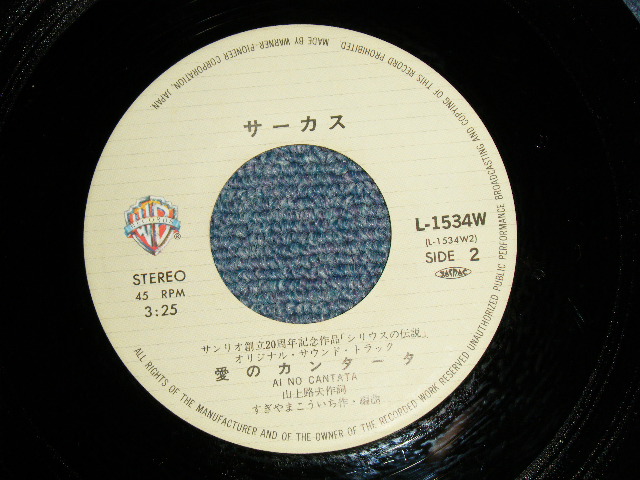 サーカス
L-1534W
(L-1534W2)
SIDE 2
STEREO
45 RPM
3:25
サンリオ創立20周年記念作品「シリウスの伝説」
オリジナル・サウンド・トラック
愛のカンタータ
AI NO CANTATA
山上路夫作詞
すぎやまこういち作・編曲
ALL RIGHTS OF THE MANUFACTURER AND OF THE OWNER OF THE RECORDED WORK RESERVED UNAUTHORIZED PUBLIC PERFORMANCE BROADCASTING AND COPYING OF THIS RECORD PROHIBITED
MADE BY WARNER-PIONEER CORPORATION, JAPAN.